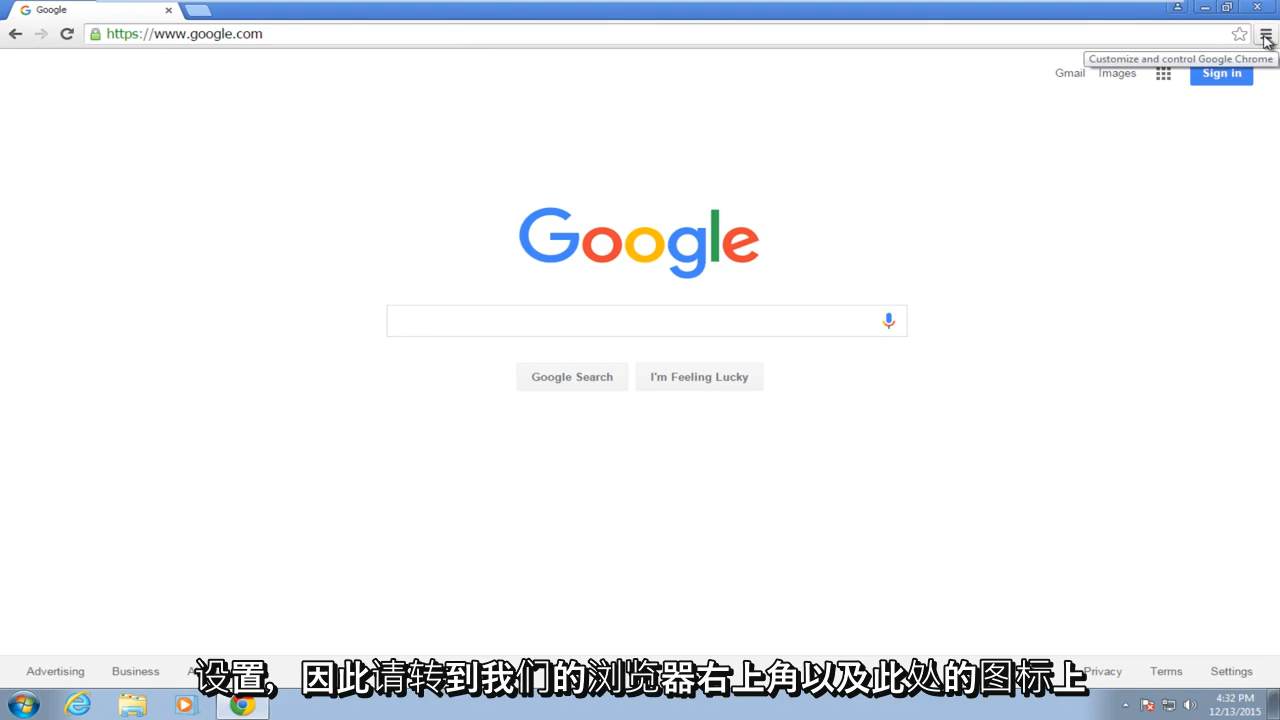 Google
https://www.google.com
Customize and control Google Chrome
Gmail Images Sign in
Google
Google Search I'm Feeling Lucky
Advertising Business Privacy Terms Settings
设置，因此请转到我们的浏览器右上角以及此处的图标上
4:32 PM
12/13/2015